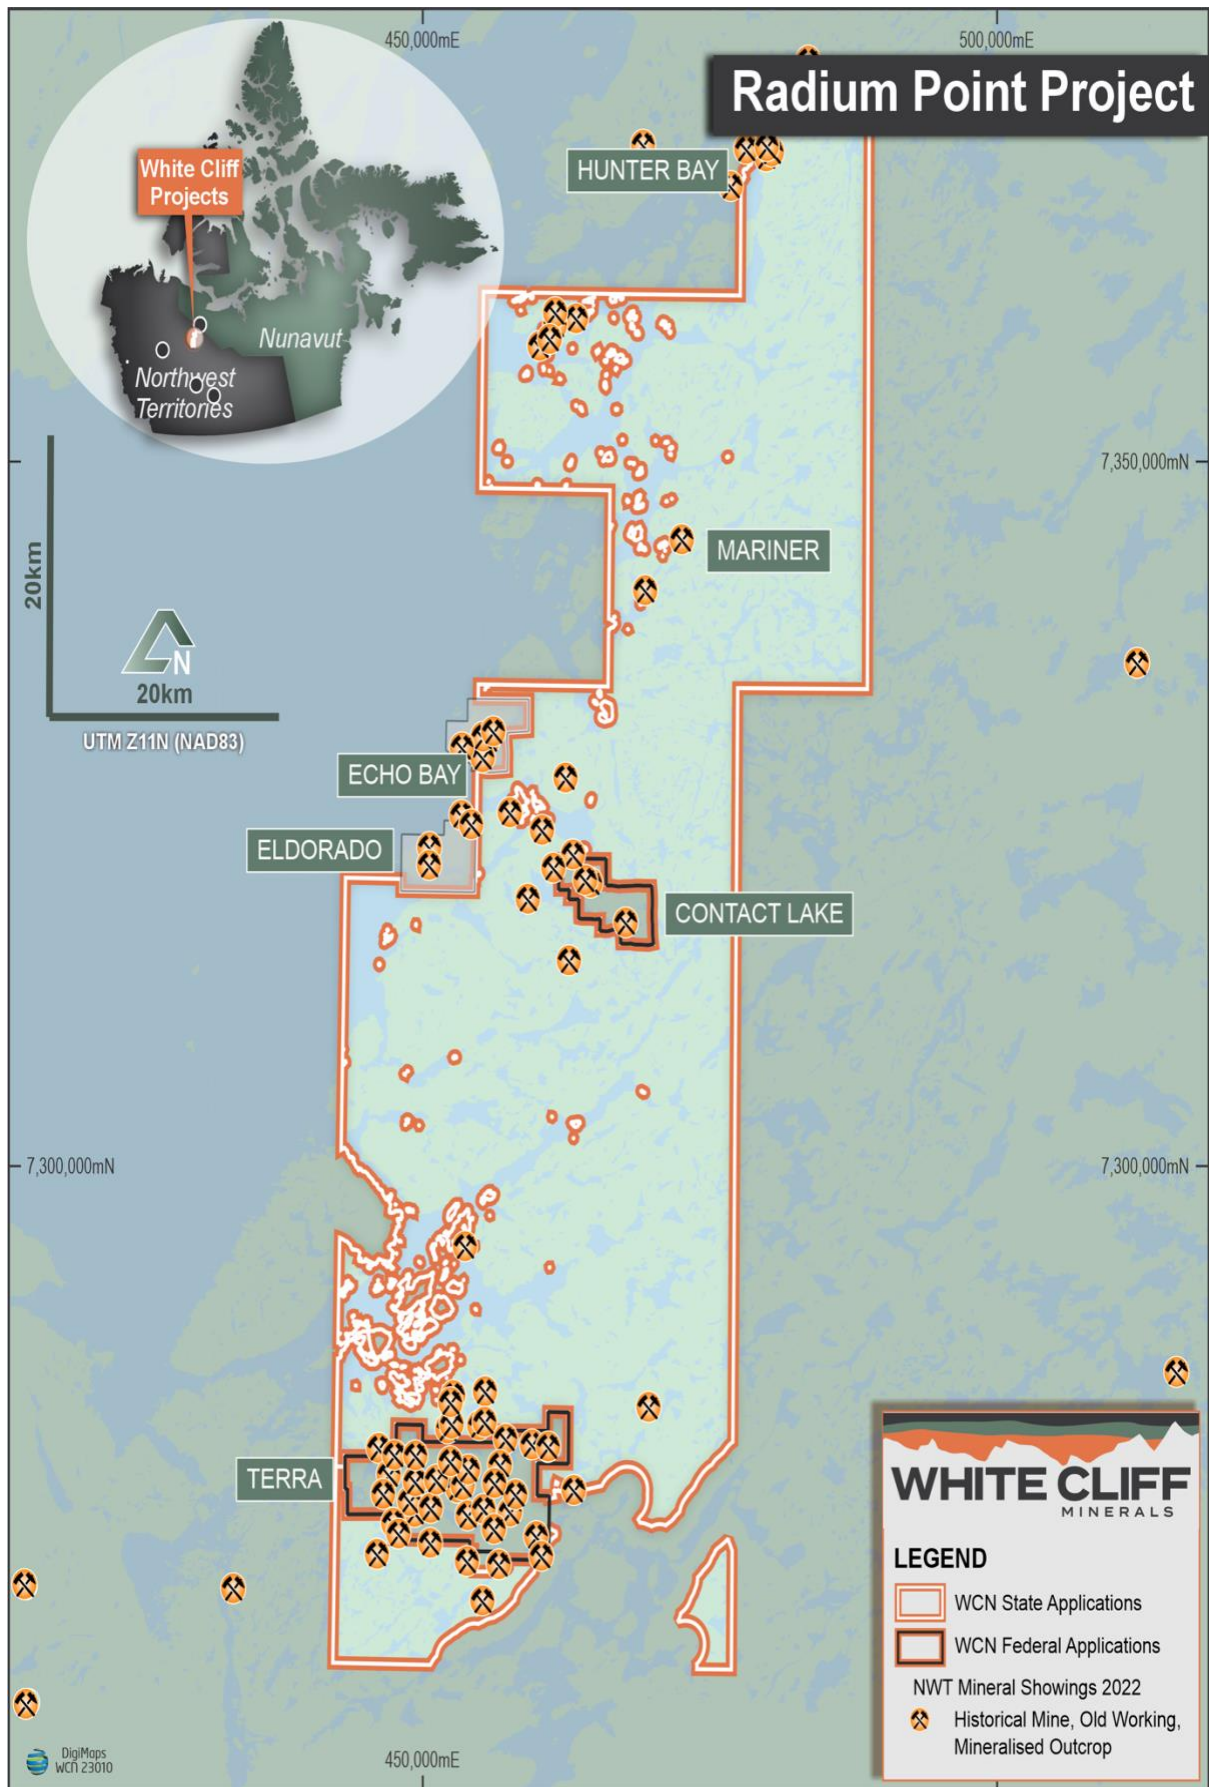 450,000mE
500,000mE
Radium Point Project
White Cliff
Projects
Nunavut
Northwest
Territories
HUNTER BAY
7,350,000mN
MARINER
20km
N
20km
UTM Z11N (NAD83)
ECHO BAY
ELDORADO
CONTACT LAKE
7,300,000mN
7,300,000mN
TERRA
WHITE CLIFF
MINERALS
LEGEND
WCN State Applications
WCN Federal Applications
NWT Mineral Showings 2022
Historical Mine, Old Working,
Mineralised Outcrop
DigiMaps
WCN 23010
450,000mE